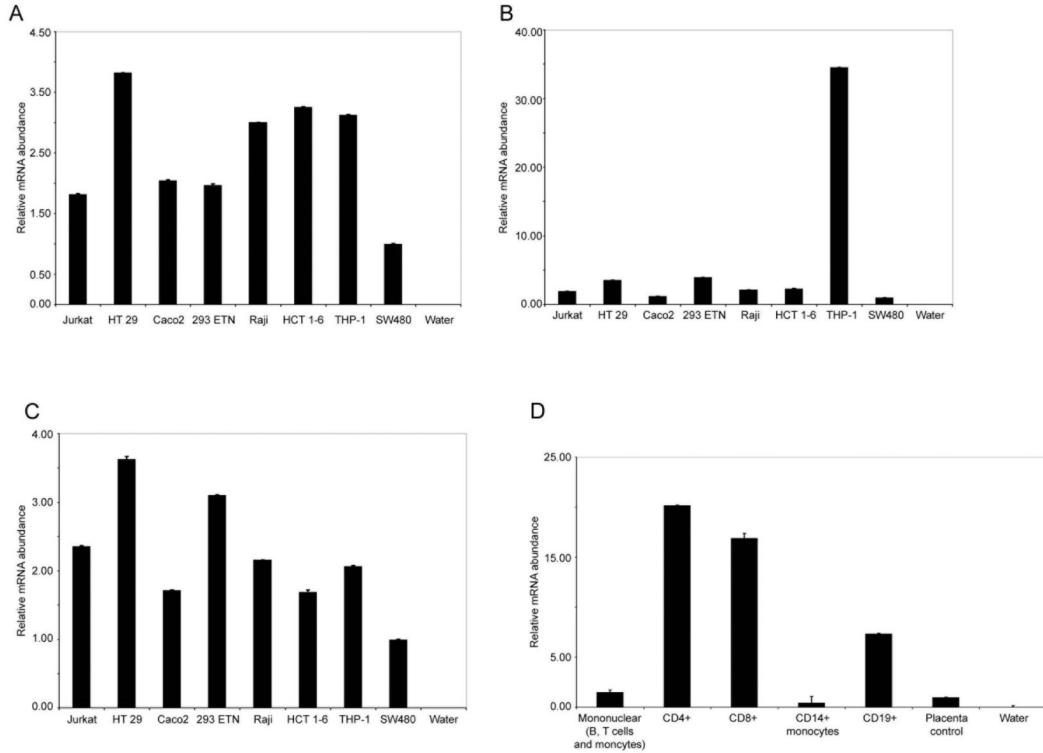 A
Relative mRNA abundance
4.50
3.50
2.50
1.50
0.50
0.00
Jurkat HT 29 Caco2 293 ETN Raji HCT 1-6 THP-1 SW480 Water
B
Relative mRNA abundance
40.00
35.00
20.00
10.00
5.00
0.00
Jurkat HT 29 Caco2 293 ETN Raji HCT 1-6 THP-1 SW480 Water
C
Relative mRNA abundance
4.00
3.00
2.00
1.00
0.00
Jurkat HT 29 Caco2 293 ETN Raji HCT 1-6 THP-1 SW480 Water
D
Relative mRNA abundance
25.00
15.00
5.00
0.00
Mononuclear CD4+ CD8+ CD14+ CD19+ Placenta Water
(B, T cells monocytes control
and moncytes)